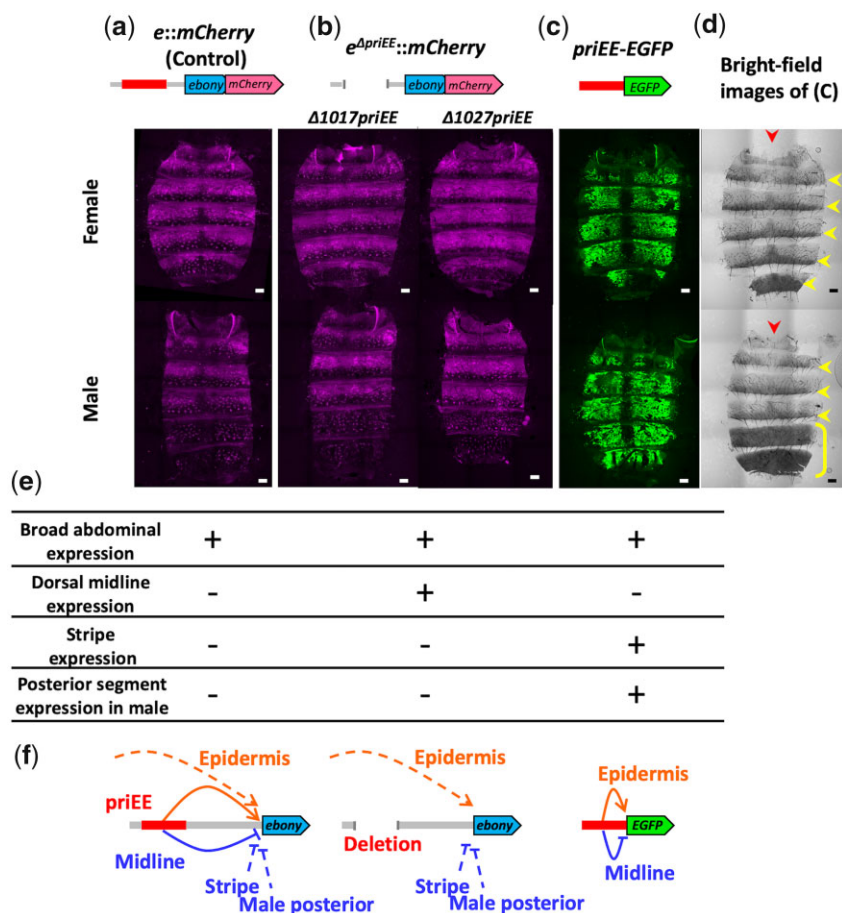 (a) (b) (c) (d)
e::mCherry
(Control)
e^ΔpriEE::mCherry
priEE-EGFP
Bright-field
images of (C)
ebony mCherry
ebony mCherry
EGFP
Δ1017priEE Δ1027priEE
Female
Male
(e)
Broad abdominal
expression
+ + +
Dorsal midline
expression
- + -
Stripe
expression
- - +
Posterior segment
expression in male
- - +
(f)
Epidermis
priEE
ebony
Midline
Stripe
Male posterior
Epidermis
ebony
Deletion
Stripe
Male posterior
Epidermis
EGFP
Midline